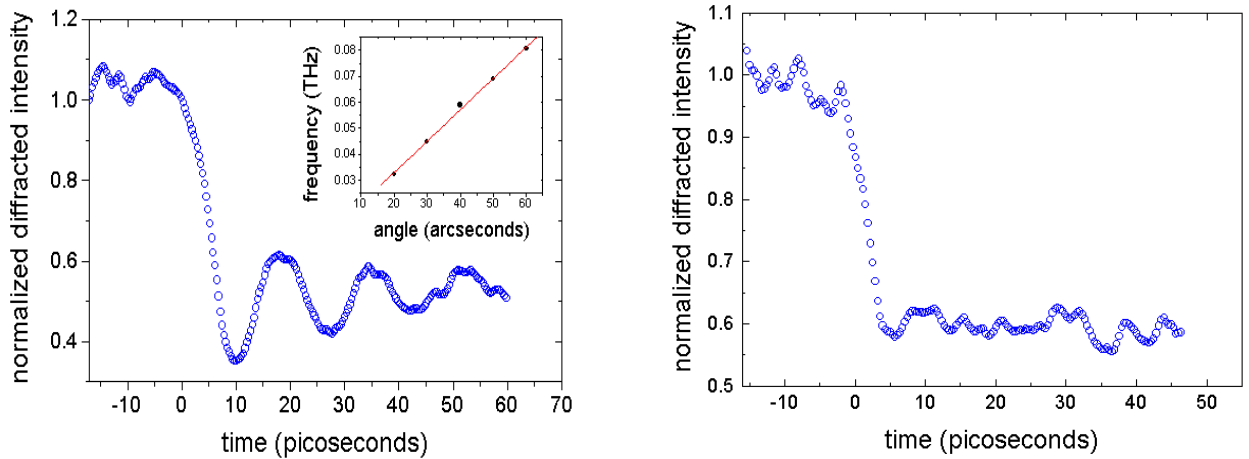 normalized diffracted intensity
1.2
1.0
0.8
0.6
0.4
-10 0 10 20 30 40 50 60 70
time (picoseconds)
frequency (THz)
0.08
0.07
0.06
0.05
0.04
0.03
10 20 30 40 50 60
angle (arcseconds)
normalized diffracted intensity
1.1
1.0
0.9
0.8
0.7
0.6
0.5
-10 0 10 20 30 40 50
time (picoseconds)